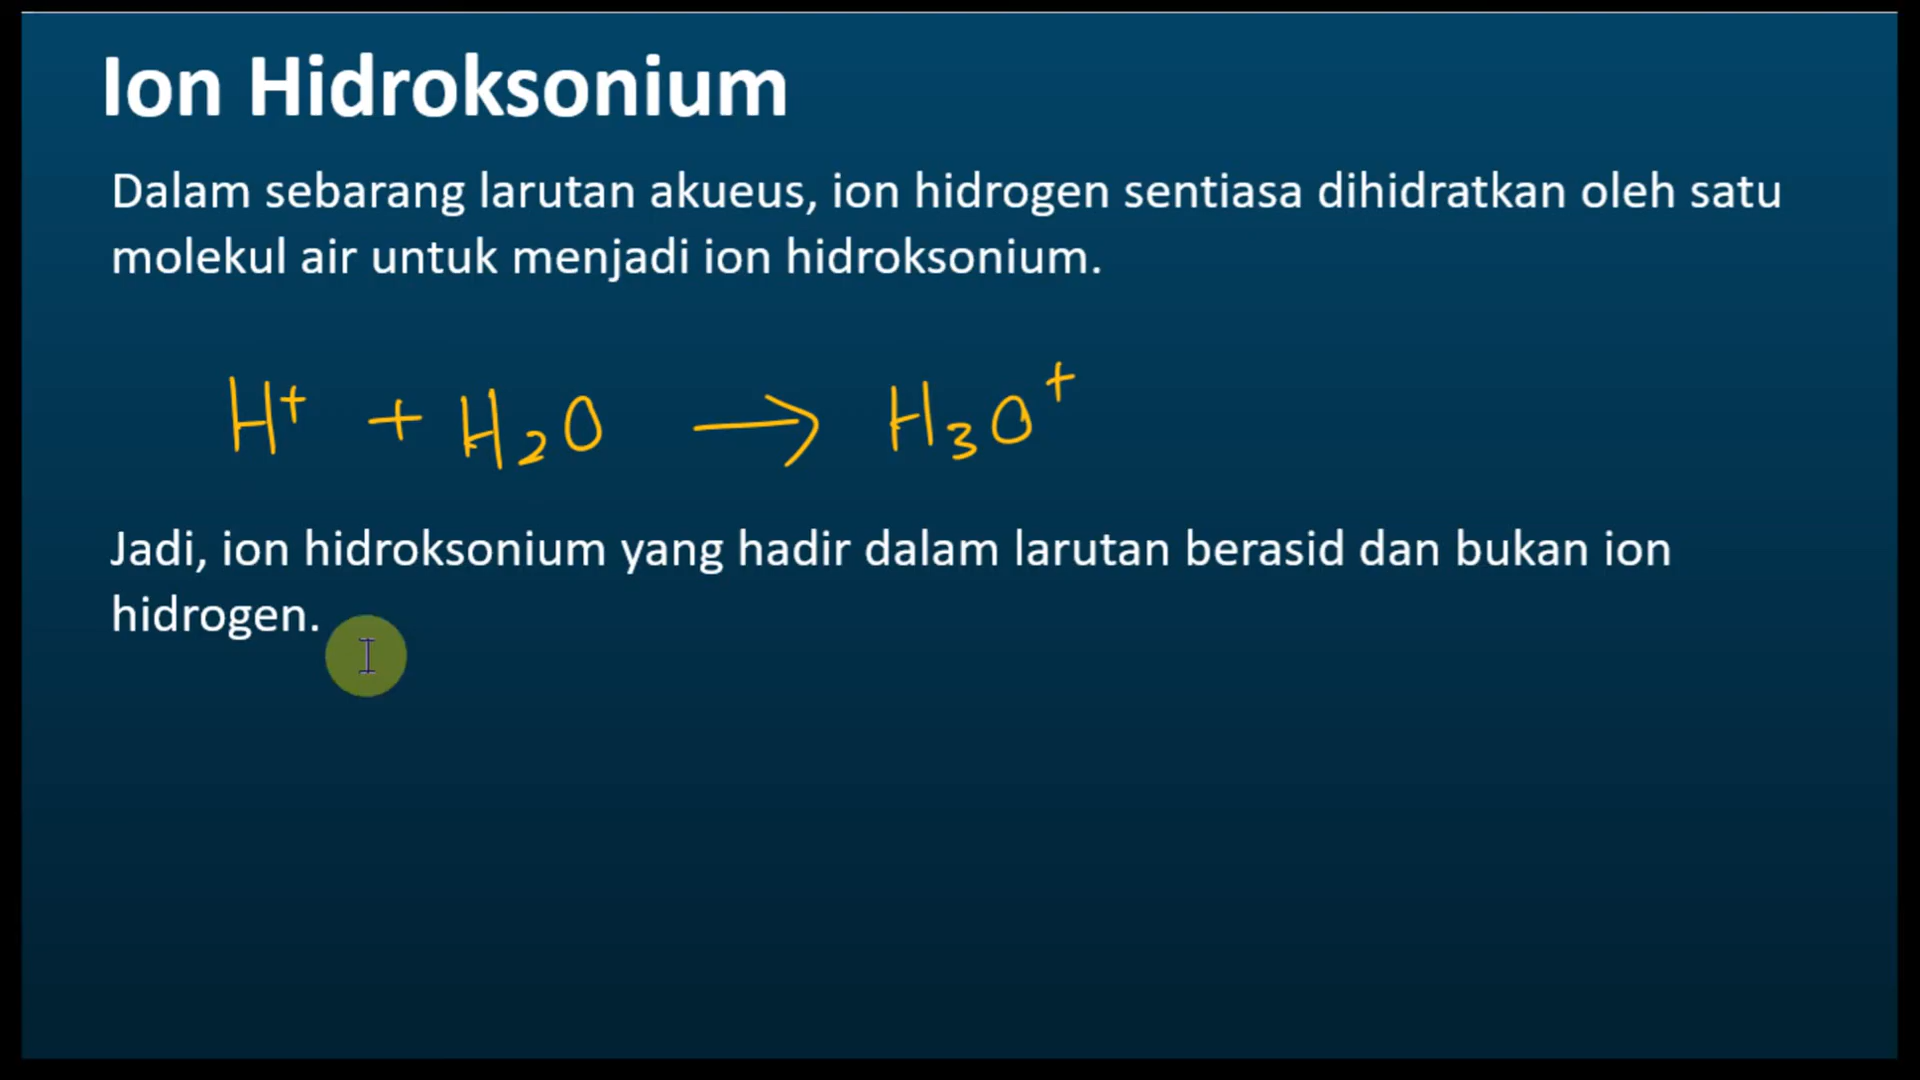 Ion Hidroksonium
Dalam sebarang larutan akueus, ion hidrogen sentiasa dihidratkan oleh satu
molekul air untuk menjadi ion hidroksonium.
H⁺ + H₂O → H₃O⁺
Jadi, ion hidroksonium yang hadir dalam larutan berasid dan bukan ion
hidrogen.